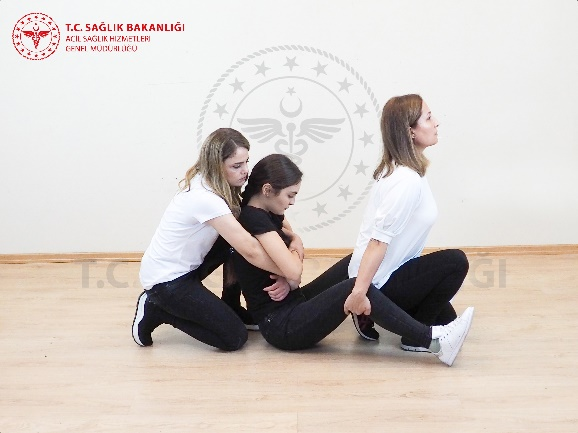 T.C. SAĞLIK BAKANLIĞI
ACİL SAĞLIK HİZMETLERİ
GENEL MÜDÜRLÜĞÜ